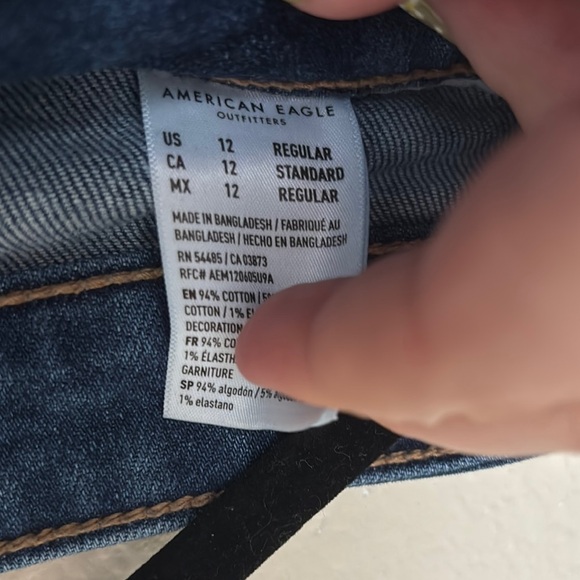 AMERICAN EAGLE
OUTFITTERS
US 12 REGULAR
CA 12 STANDARD
MX 12 REGULAR
MADE IN BANGLADESH / FABRIQUÉ AU
BANGLADESH / HECHO EN BANGLADESH
RN 54485 / CA 03873
RFC# AEM120605U9A
EN 94% COTTON /
COTTON / 1%
DECORATION
FR 94%
1%
GARNITURE
SP 94% algodón / 5%
1% elastano